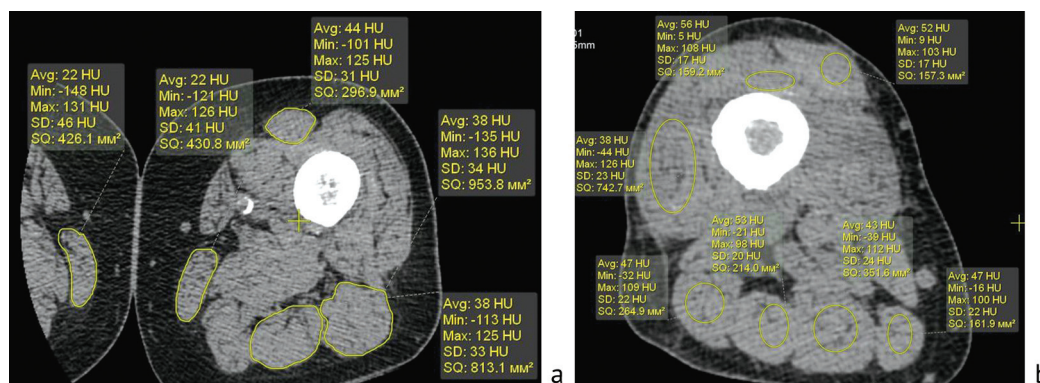 Avg: 44 HU
Min: -101 HU
Max: 125 HU
SD: 31 HU
SQ: 296.9 мм²
Avg: 22 HU
Min: -148 HU
Max: 131 HU
SD: 46 HU
SQ: 426.1 мм²
Avg: 22 HU
Min: -121 HU
Max: 126 HU
SD: 41 HU
SQ: 430.8 мм²
Avg: 38 HU
Min: -135 HU
Max: 136 HU
SD: 34 HU
SQ: 953.8 мм²
Avg: 38 HU
Min: -113 HU
Max: 125 HU
SD: 33 HU
SQ: 813.1 мм²
a
01
5mm
Avg: 56 HU
Min: 5 HU
Max: 108 HU
SD: 17 HU
SQ: 159.2 мм²
Avg: 52 HU
Min: 9 HU
Max: 103 HU
SD: 17 HU
SQ: 157.3 мм²
Avg: 38 HU
Min: -44 HU
Max: 126 HU
SD: 23 HU
SQ: 742.7 мм²
Avg: 53 HU
Min: -21 HU
Max: 98 HU
SD: 20 HU
SQ: 214.0 мм²
Avg: 43 HU
Min: -39 HU
Max: 112 HU
SD: 24 HU
SQ: 351.6 мм²
Avg: 47 HU
Min: -32 HU
Max: 109 HU
SD: 22 HU
SQ: 264.9 мм²
Avg: 47 HU
Min: -16 HU
Max: 100 HU
SD: 22 HU
SQ: 161.9 мм²
b